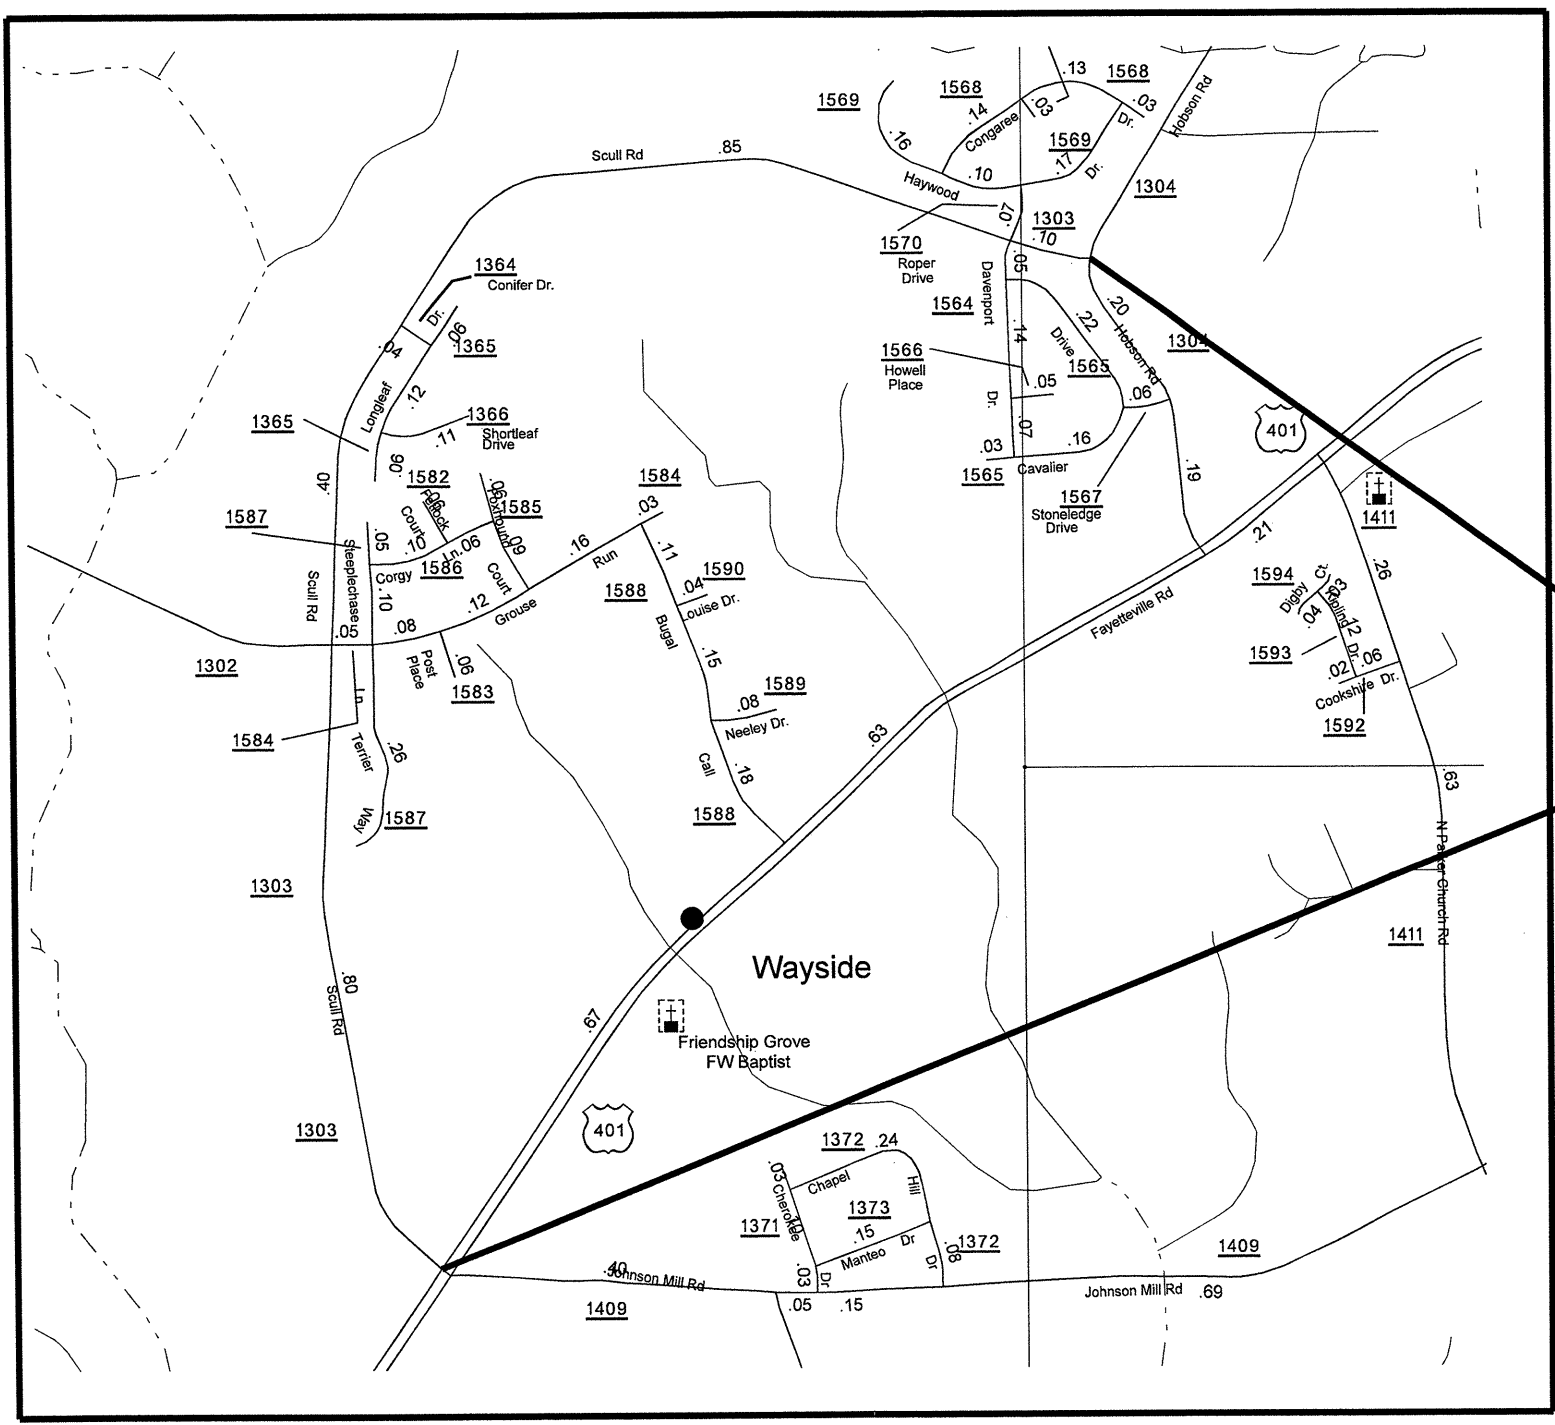 .13
1568
1568
1569
.14
.03
.03
Hobson Rd
Congaree
Dr.
.16
1569
Scull Rd
.85
.17
Dr.
.10
Haywood
1304
.07
1303
.10
1570
Roper
Drive
.05
Davenport
1364
Conifer Dr.
1564
.20
.22
.14
Dr.
.06
.04
1365
Drive
Hobson Rd
1304
1566
Howell
Place
1565
.05
.06
Dr.
Longleaf
.12
1366
Shortleaf
Drive
.11
1365
401
.07
.16
.03
Cavalier
1565
.19
.06
1582
.40
.06
1584
.03
1567
Stoneledge
Drive
1411
.06
1585
Foxhound
1587
Court
.05
Steeplechase
.10
Ln.
.06
.09
.16
Run
.11
.21
.26
Corgy
1586
Court
.04
1590
Louise Dr.
1588
1594
Ct.
.03
Digby
Kipling
.04
.12
Dr.
Scull Rd
.10
.12
Grouse
Fayetteville Rd
.05
.08
Bugal
.15
1593
.02
.06
Cookshire Dr.
1592
1302
Post
Place
.06
1583
Ln.
1589
.08
Neeley Dr.
1584
Terrier
.26
.63
Call
.18
.63
Way
1587
1588
N Parker Church Rd
1303
1411
Wayside
.80
Scull Rd
.67
Friendship Grove
FW Baptist
401
1303
1372
.24
.03
Chapel
Hill
Cherokee
.10
1371
1373
.15
Manteo
Dr
Dr
.08
1372
1409
.03
Dr
.40
Johnson Mill Rd
Johnson Mill Rd
.69
1409
.05
.15